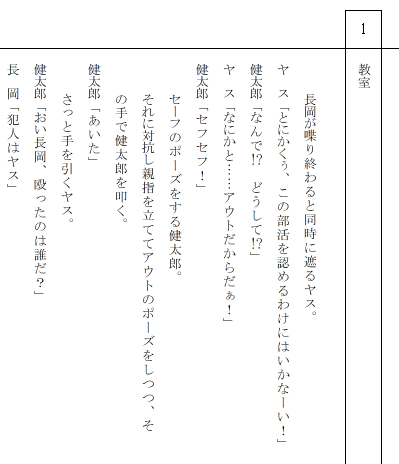 1
教室
長岡が喋り終わると同時に遮るヤス。
ヤ　ス「とにかくぅ、この部活を認めるわけにはいかなーい！」
健太郎「なんで!?　どうして!?」
ヤ　ス「なにかと……アウトだからだぁ！」
健太郎「セフセフ！」
セーフのポーズをする健太郎。
それに対抗し親指を立ててアウトのポーズをしつつ、そ
の手で健太郎を叩く。
健太郎「あいた」
さっと手を引くヤス。
健太郎「おい長岡、殴ったのは誰だ？」
長　岡「犯人はヤス」